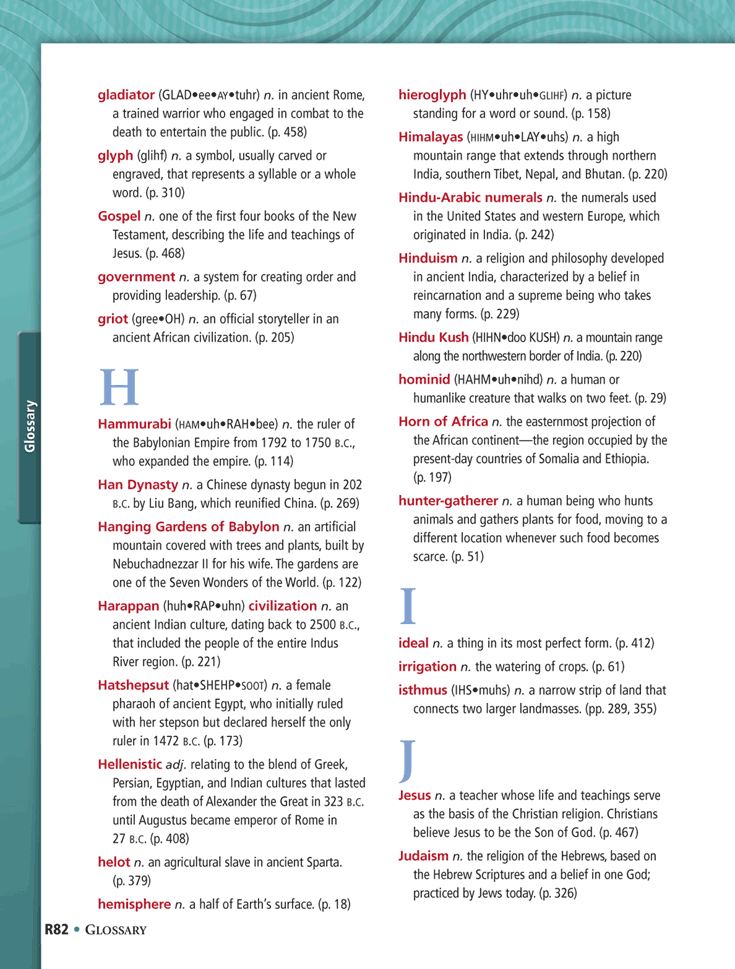 gladiator (GLAD•ee•AY•tuhr) n. in ancient Rome,
a trained warrior who engaged in combat to the
death to entertain the public. (p. 458)
glyph (glihf) n. a symbol, usually carved or
engraved, that represents a syllable or a whole
word. (p. 310)
Gospel n. one of the first four books of the New
Testament, describing the life and teachings of
Jesus. (p. 468)
government n. a system for creating order and
providing leadership. (p. 67)
griot (gree•OH) n. an official storyteller in an
ancient African civilization. (p. 205)
H
Hammurabi (HAM•uh•RAH•bee) n. the ruler of
the Babylonian Empire from 1792 to 1750 B.C.,
who expanded the empire. (p. 114)
Han Dynasty n. a Chinese dynasty begun in 202
B.C. by Liu Bang, which reunified China. (p. 269)
Hanging Gardens of Babylon n. an artificial
mountain covered with trees and plants, built by
Nebuchadnezzar II for his wife. The gardens are
one of the Seven Wonders of the World. (p. 122)
Harappan (huh•RAP•uhn) civilization n. an
ancient Indian culture, dating back to 2500 B.C.,
that included the people of the entire Indus
River region. (p. 221)
Hatshepsut (hat•SHEHP•SOOT) n. a female
pharaoh of ancient Egypt, who initially ruled
with her stepson but declared herself the only
ruler in 1472 B.C. (p. 173)
Hellenistic adj. relating to the blend of Greek,
Persian, Egyptian, and Indian cultures that lasted
from the death of Alexander the Great in 323 B.C.
until Augustus became emperor of Rome in
27 B.C. (p. 408)
helot n. an agricultural slave in ancient Sparta.
(p. 379)
hemisphere n. a half of Earth's surface. (p. 18)
hieroglyph (HY•uhr•uh•GLIHF) n. a picture
standing for a word or sound. (p. 158)
Himalayas (HIHM•uh•LAY•uhs) n. a high
mountain range that extends through northern
India, southern Tibet, Nepal, and Bhutan. (p. 220)
Hindu-Arabic numerals n. the numerals used
in the United States and western Europe, which
originated in India. (p. 242)
Hinduism n. a religion and philosophy developed
in ancient India, characterized by a belief in
reincarnation and a supreme being who takes
many forms. (p. 229)
Hindu Kush (HIHN•doo KUSH) n. a mountain range
along the northwestern border of India. (p. 220)
hominid (HAHM•uh•nihd) n. a human or
humanlike creature that walks on two feet. (p. 29)
Horn of Africa n. the easternmost projection of
the African continent—the region occupied by the
present-day countries of Somalia and Ethiopia.
(p. 197)
hunter-gatherer n. a human being who hunts
animals and gathers plants for food, moving to a
different location whenever such food becomes
scarce. (p. 51)
I
ideal n. a thing in its most perfect form. (p. 412)
irrigation n. the watering of crops. (p. 61)
isthmus (IHS•muhs) n. a narrow strip of land that
connects two larger landmasses. (pp. 289, 355)
J
Jesus n. a teacher whose life and teachings serve
as the basis of the Christian religion. Christians
believe Jesus to be the Son of God. (p. 467)
Judaism n. the religion of the Hebrews, based on
the Hebrew Scriptures and a belief in one God;
practiced by Jews today. (p. 326)
Glossary
R82 • GLOSSARY